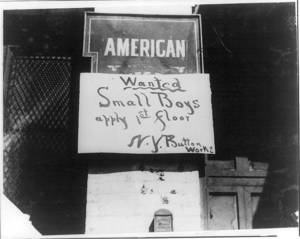 AMERICAN
Wanted
Small Boys
apply 1st floor
N.Y. Button
Works